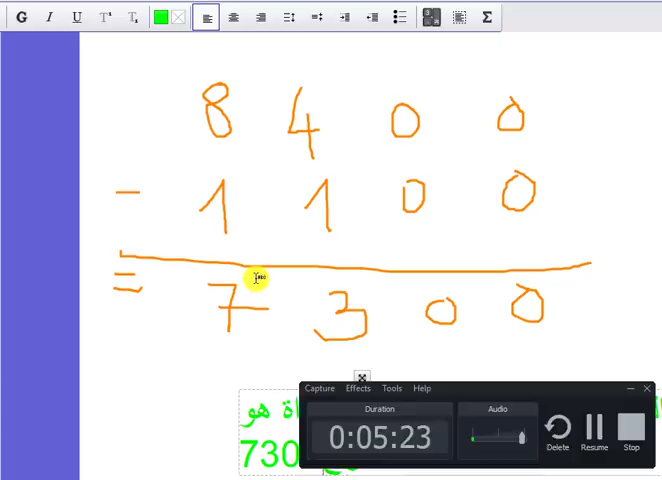 G I U T T
8 4 0 0
- 1 1 0 0
= 7 3 0 0
Capture Effects Tools Help
Duration
0:05:23
Audio
Delete
Resume
Stop
هو
730